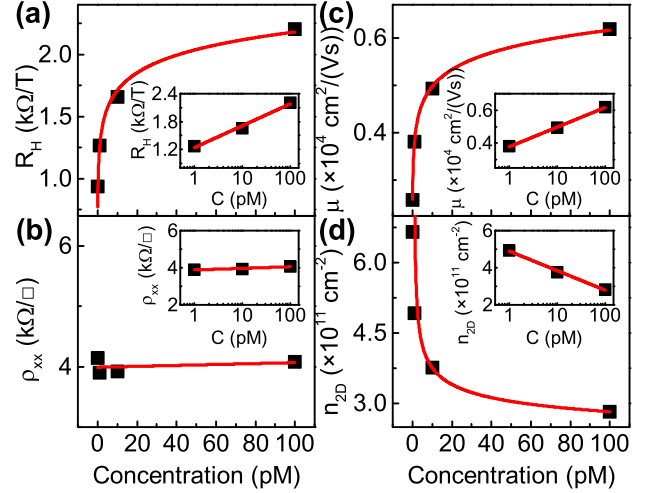 (a)
R_H (kΩ/T)
2.0
1.5
1.0
R_H (kΩ/T)
2.4
1.8
1.2
1 10 100
C (pM)
(c)
μ (×10^4 cm^2/(Vs))
0.6
0.4
μ (×10^4 cm^2/(Vs))
0.6
0.4
1 10 100
C (pM)
(b)
ρ_xx (kΩ/□)
6
4
ρ_xx (kΩ/□)
6
4
2
1 10 100
C (pM)
0 20 40 60 80 100
Concentration (pM)
(d)
n_2D (×10^11 cm^-2)
6.0
4.5
3.0
n_2D (×10^11 cm^-2)
6
4
2
1 10 100
C (pM)
0 20 40 60 80 100
Concentration (pM)